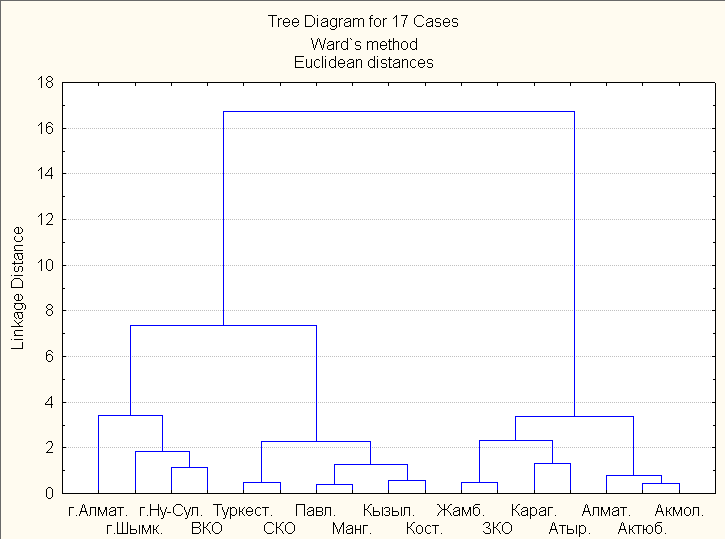 Tree Diagram for 17 Cases
Ward`s method
Euclidean distances
18
16
14
12
10
8
6
4
2
0
Linkage Distance
г.Алмат. г.Ну-Сул. Туркест. Павл. Кызыл. Жамб. Караг. Алмат. Акмол.
г.Шымк. ВКО СКО Манг. Кост. ЗКО Атыр. Актюб.